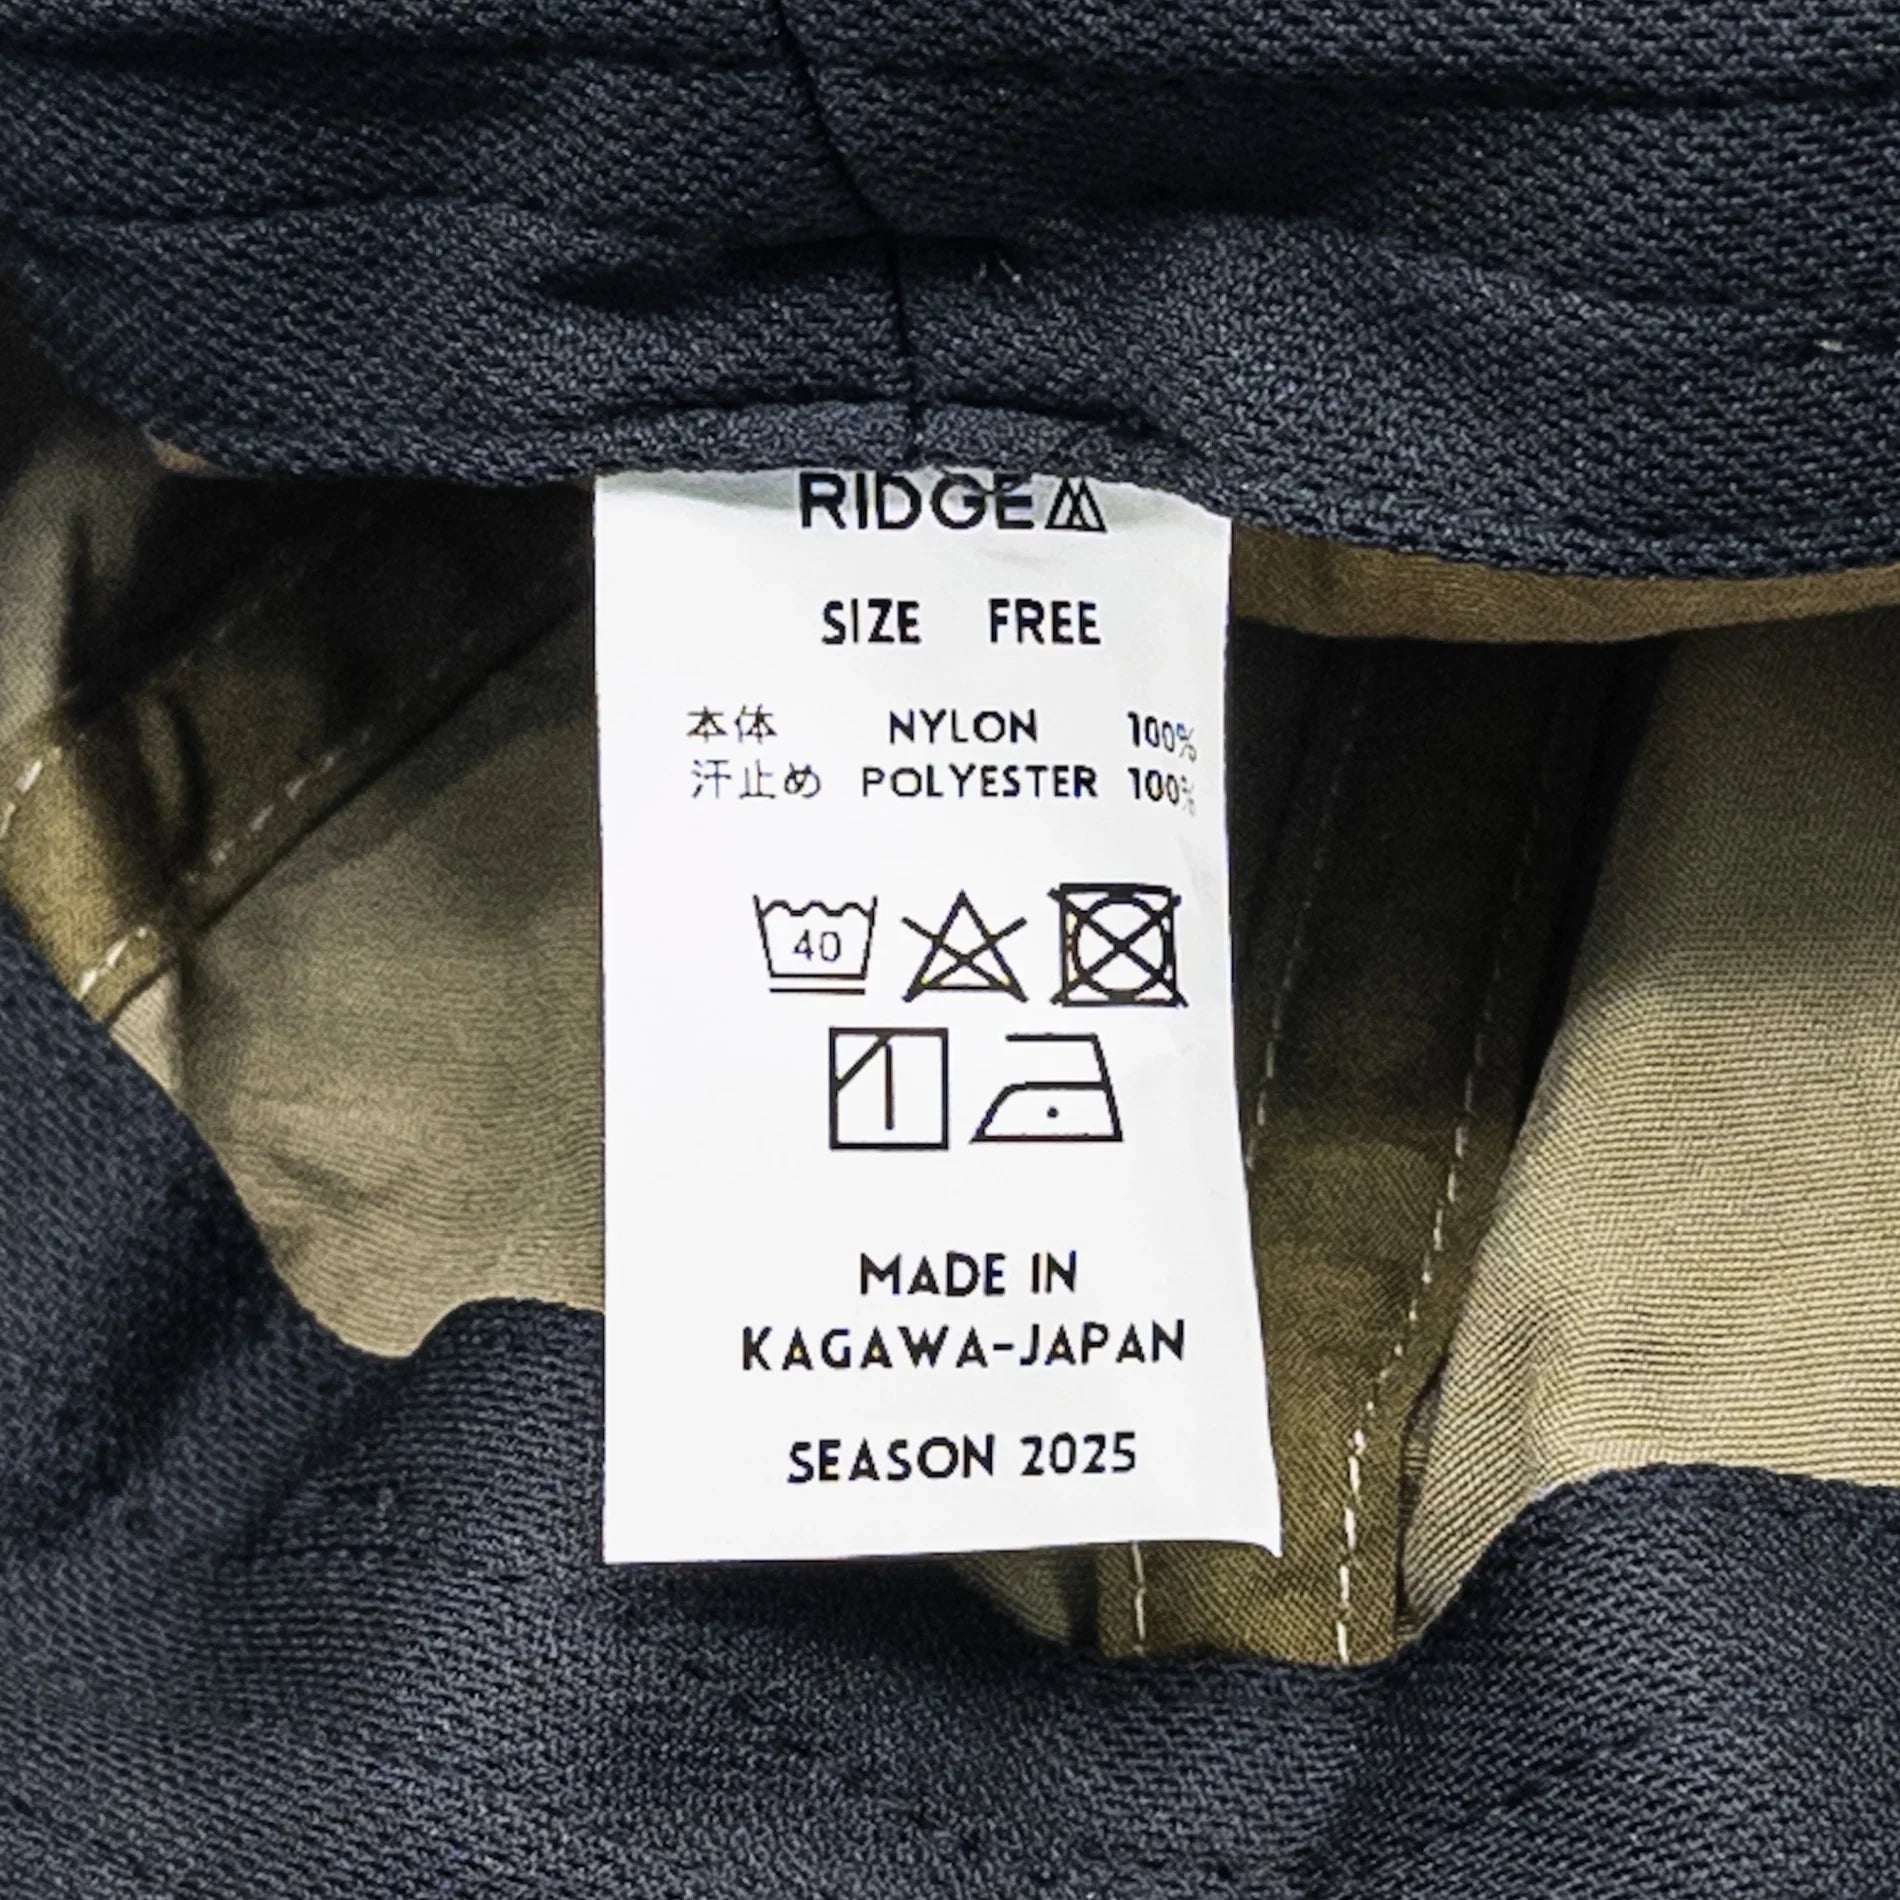 RIDGE
SIZE FREE
本体 NYLON 100%
汗止め POLYESTER 100%
40
MADE IN
KAGAWA-JAPAN
SEASON 2025